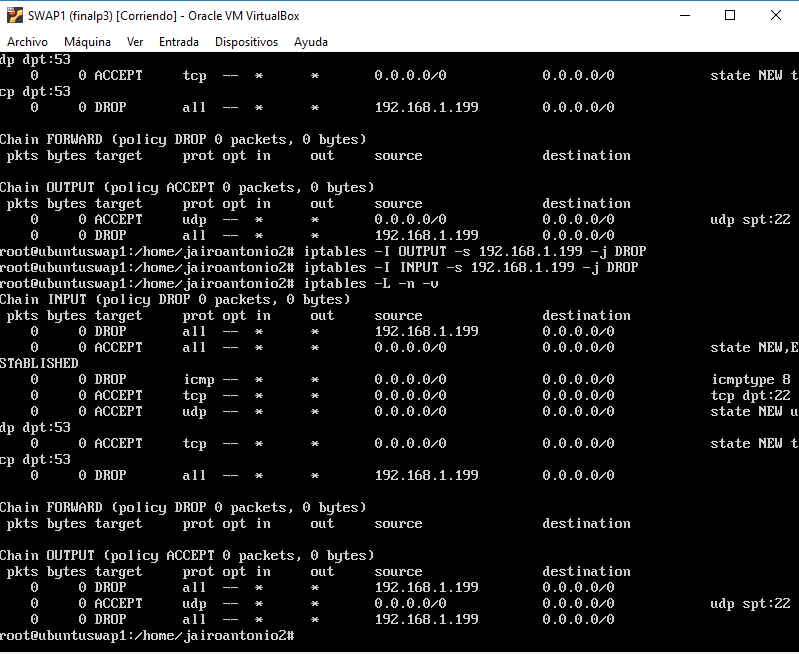 SWAP1 (finalp3) [Corriendo] - Oracle VM VirtualBox
Archivo Máquina Ver Entrada Dispositivos Ayuda
dp dpt:53
    0     0 ACCEPT     tcp  --  *      *       0.0.0.0/0            0.0.0.0/0            state NEW t
cp dpt:53
    0     0 DROP       all  --  *      *       192.168.1.199        0.0.0.0/0

Chain FORWARD (policy DROP 0 packets, 0 bytes)
 pkts bytes target     prot opt in     out     source               destination

Chain OUTPUT (policy ACCEPT 0 packets, 0 bytes)
 pkts bytes target     prot opt in     out     source               destination
    0     0 ACCEPT     udp  --  *      *       0.0.0.0/0            0.0.0.0/0            udp spt:22
    0     0 DROP       all  --  *      *       192.168.1.199        0.0.0.0/0
root@ubuntuswap1:/home/jairoantonio2# iptables -I OUTPUT -s 192.168.1.199 -j DROP
root@ubuntuswap1:/home/jairoantonio2# iptables -I INPUT -s 192.168.1.199 -j DROP
root@ubuntuswap1:/home/jairoantonio2# iptables -L -n -v
Chain INPUT (policy DROP 0 packets, 0 bytes)
 pkts bytes target     prot opt in     out     source               destination
    0     0 DROP       all  --  *      *       192.168.1.199        0.0.0.0/0
    0     0 ACCEPT     all  --  *      *       0.0.0.0/0            0.0.0.0/0            state NEW,E
STABLISHED
    0     0 DROP       icmp --  *      *       0.0.0.0/0            0.0.0.0/0            icmptype 8
    0     0 ACCEPT     tcp  --  *      *       0.0.0.0/0            0.0.0.0/0            tcp dpt:22
    0     0 ACCEPT     udp  --  *      *       0.0.0.0/0            0.0.0.0/0            state NEW u
dp dpt:53
    0     0 ACCEPT     tcp  --  *      *       0.0.0.0/0            0.0.0.0/0            state NEW t
cp dpt:53
    0     0 DROP       all  --  *      *       192.168.1.199        0.0.0.0/0

Chain FORWARD (policy DROP 0 packets, 0 bytes)
 pkts bytes target     prot opt in     out     source               destination

Chain OUTPUT (policy ACCEPT 0 packets, 0 bytes)
 pkts bytes target     prot opt in     out     source               destination
    0     0 DROP       all  --  *      *       192.168.1.199        0.0.0.0/0
    0     0 ACCEPT     udp  --  *      *       0.0.0.0/0            0.0.0.0/0            udp spt:22
    0     0 DROP       all  --  *      *       192.168.1.199        0.0.0.0/0
root@ubuntuswap1:/home/jairoantonio2#